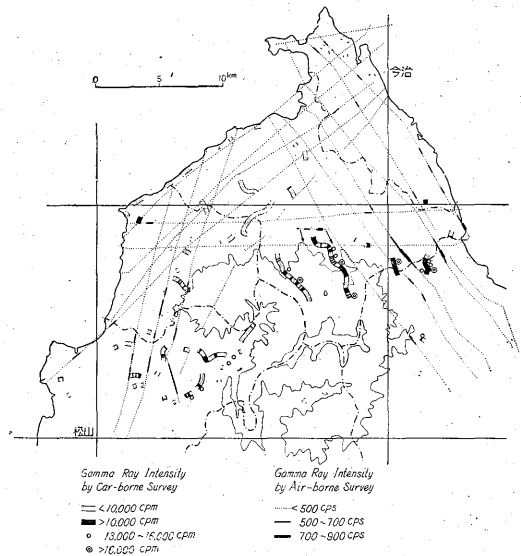 0 5 10km
今治
松山
Gamma Ray Intensity
by Car-borne Survey
<10,000 cpm
>10,000 cpm
13,000~16,000 cpm
>16,000 cpm
Gamma Ray Intensity
by Air-borne Survey
<500 cps
500~700 cps
700~900 cps